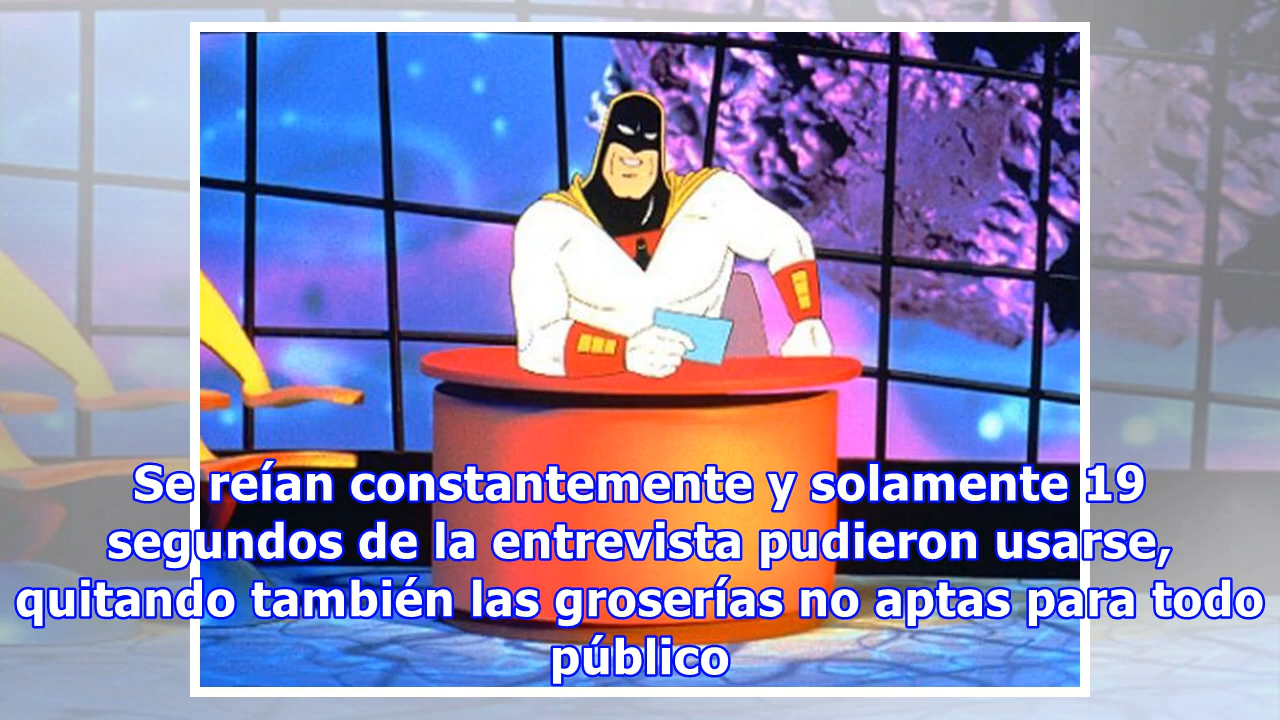 Se reían constantemente y solamente 19
segundos de la entrevista pudieron usarse,
quitando también las groserías no aptas para todo
público